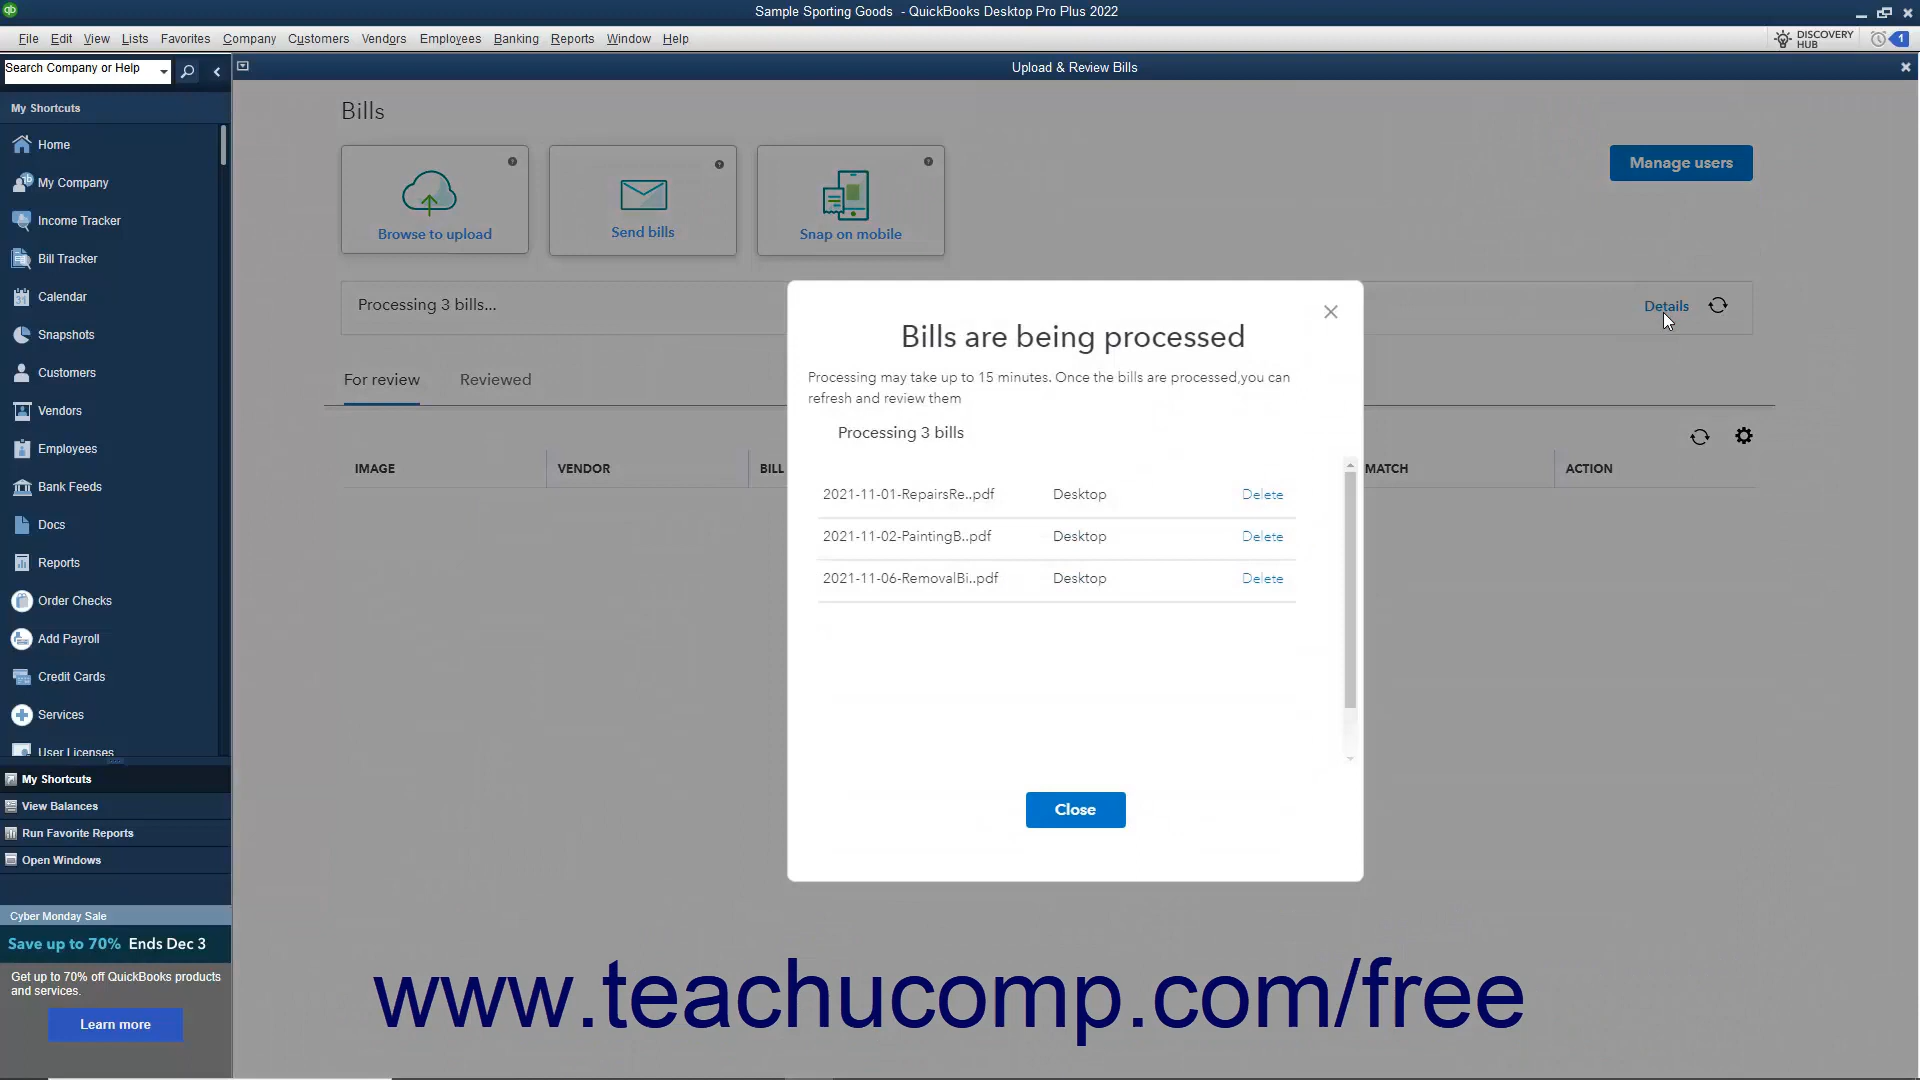 Sample Sporting Goods - QuickBooks Desktop Pro Plus 2022
File Edit View Lists Favorites Company Customers Vendors Employees Banking Reports Window Help
DISCOVERY
HUB
1
Search Company or Help
Upload & Review Bills
My Shortcuts
Home
My Company
Income Tracker
Bill Tracker
Calendar
Snapshots
Customers
Vendors
Employees
Bank Feeds
Docs
Reports
Order Checks
Add Payroll
Credit Cards
Services
User Licenses
My Shortcuts
View Balances
Run Favorite Reports
Open Windows
Cyber Monday Sale
Save up to 70% Ends Dec 3
Get up to 70% off QuickBooks products
and services.
Learn more
Bills
Browse to upload
Send bills
Snap on mobile
Manage users
Processing 3 bills...
Details
For review Reviewed
IMAGE VENDOR BILL MATCH ACTION
Bills are being processed
Processing may take up to 15 minutes. Once the bills are processed,you can
refresh and review them
Processing 3 bills
2021-11-01-RepairsRe..pdf Desktop Delete
2021-11-02-PaintingB..pdf Desktop Delete
2021-11-06-RemovalBi..pdf Desktop Delete
Close
www.teachucomp.com/free